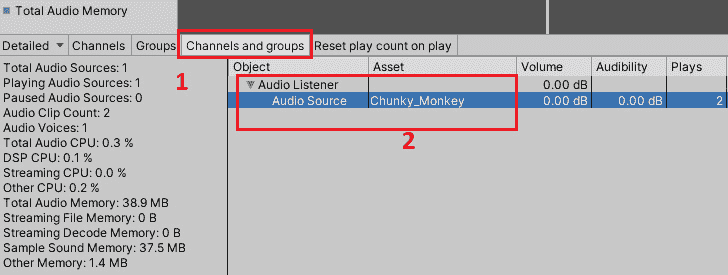 Total Audio Memory
Detailed Channels Groups Channels and groups Reset play count on play
1
Total Audio Sources: 1
Playing Audio Sources: 1
Paused Audio Sources: 0
Audio Clip Count: 2
Audio Voices: 1
Total Audio CPU: 0.3 %
DSP CPU: 0.1 %
Streaming CPU: 0.0 %
Other CPU: 0.2 %
Total Audio Memory: 38.9 MB
Streaming File Memory: 0 B
Streaming Decode Memory: 0 B
Sample Sound Memory: 37.5 MB
Other Memory: 1.4 MB
Object Asset Volume Audibility Plays
Audio Listener 0.00 dB
Audio Source Chunky_Monkey 0.00 dB 0.00 dB 2
2